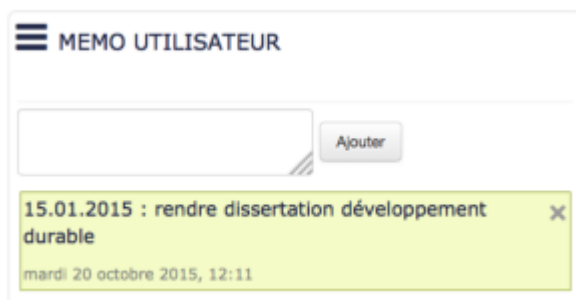 MEMO UTILISATEUR
Ajouter
15.01.2015 : rendre dissertation développement
durable
mardi 20 octobre 2015, 12:11